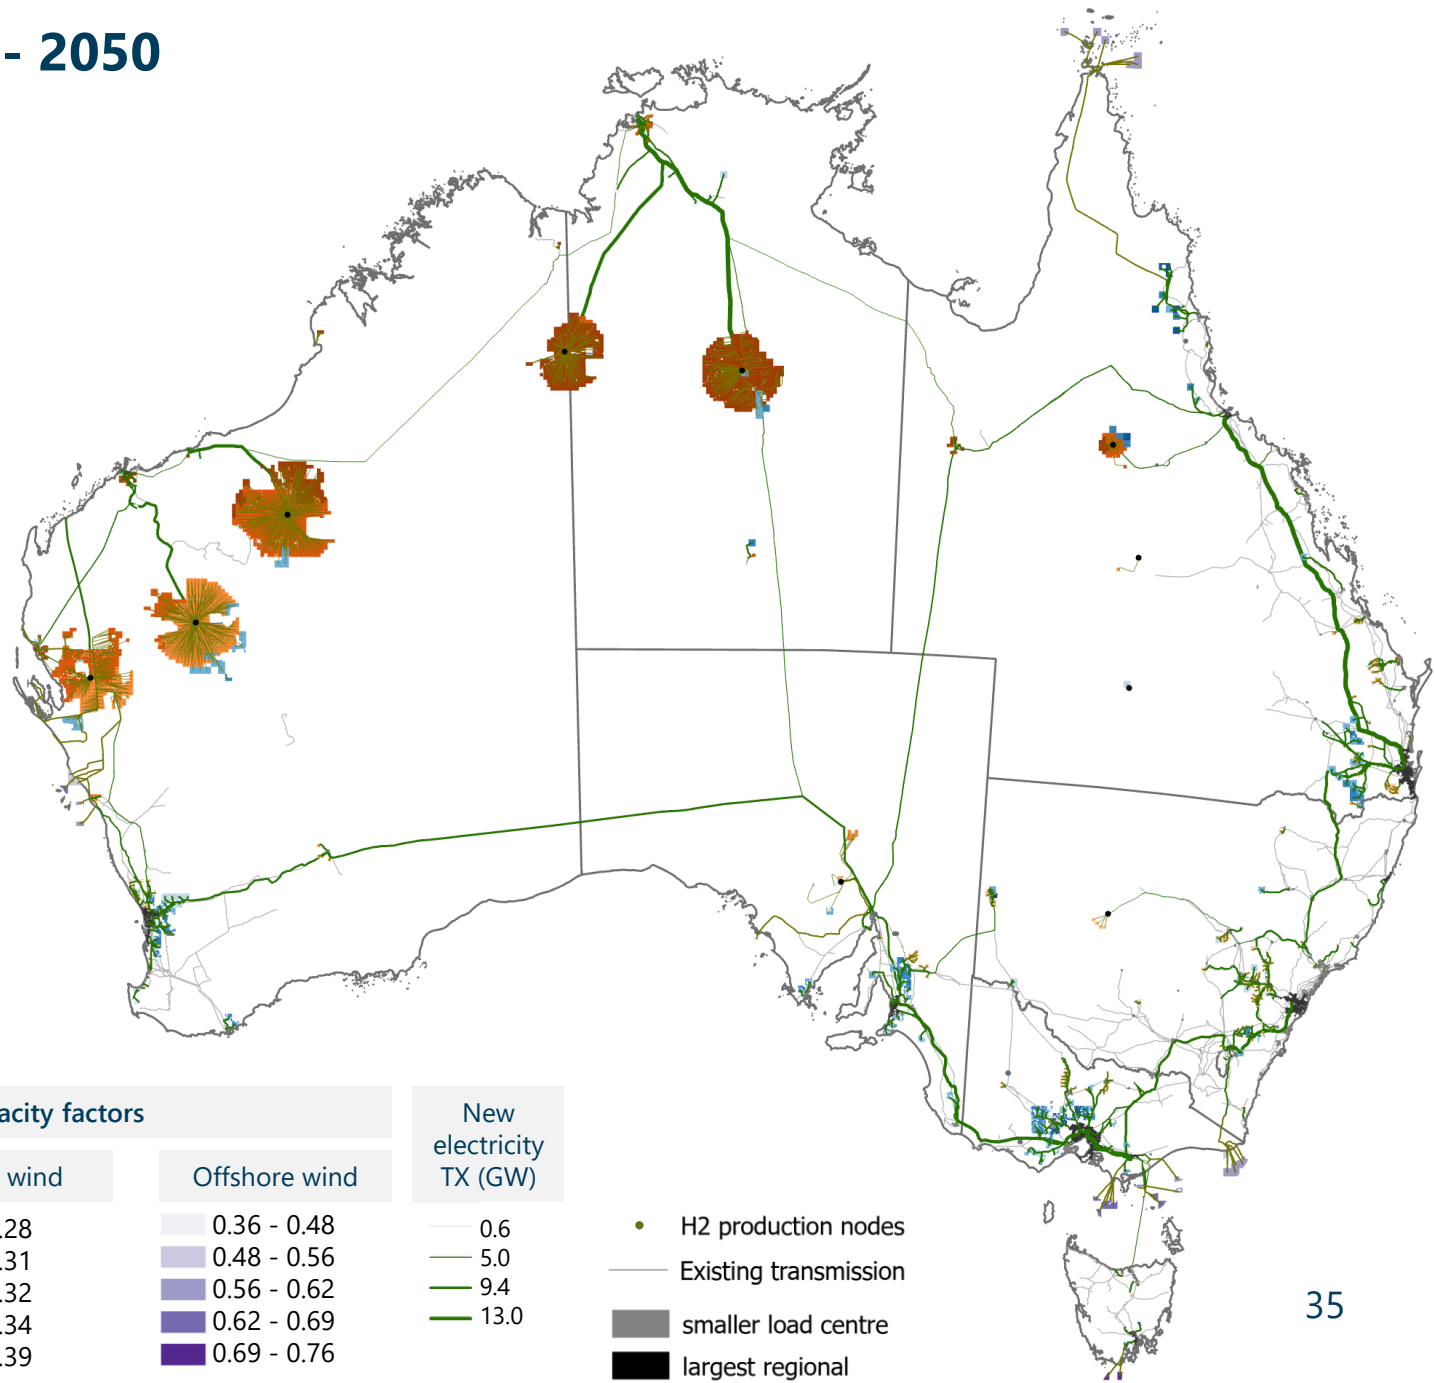 - 2050
acity factors
wind
.28
.31
.32
.34
.39
Offshore wind
0.36 - 0.48
0.48 - 0.56
0.56 - 0.62
0.62 - 0.69
0.69 - 0.76
New
electricity
TX (GW)
0.6
5.0
9.4
13.0
H2 production nodes
Existing transmission
smaller load centre
largest regional
35